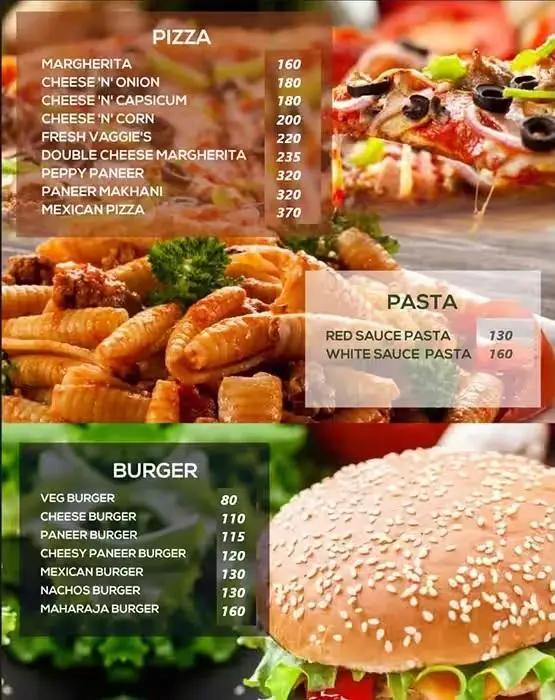 PIZZA
MARGHERITA 160
CHEESE 'N' ONION 180
CHEESE 'N' CAPSICUM 180
CHEESE 'N' CORN 200
FRESH VAGGIE'S 220
DOUBLE CHEESE MARGHERITA 235
PEPPY PANEER 320
PANEER MAKHANI 320
MEXICAN PIZZA 370
PASTA
RED SAUCE PASTA 130
WHITE SAUCE PASTA 160
BURGER
VEG BURGER 80
CHEESE BURGER 110
PANEER BURGER 115
CHEESY PANEER BURGER 120
MEXICAN BURGER 130
NACHOS BURGER 130
MAHARAJA BURGER 160